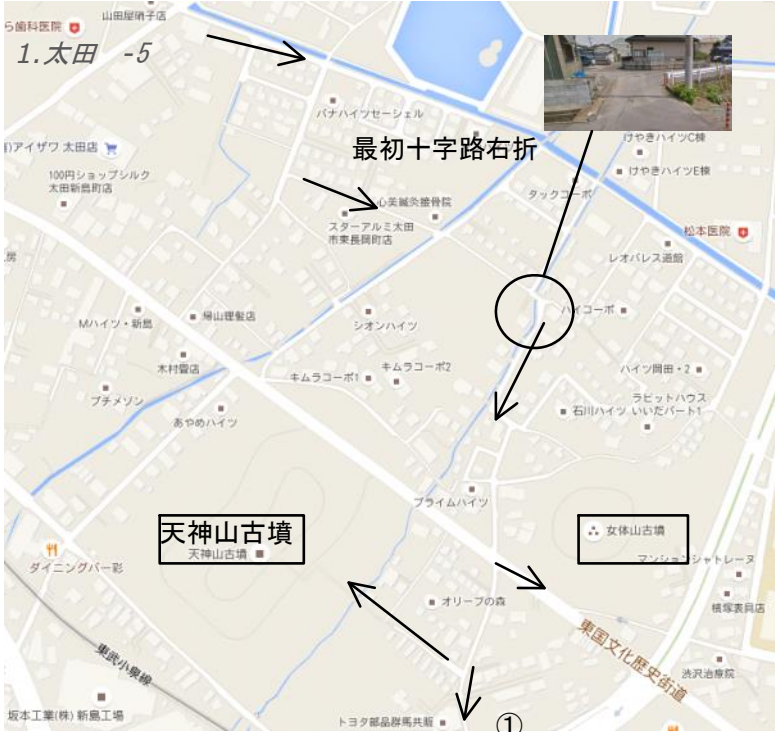 山田屋硝子店
ら歯科医院
1.太田 -5
パナハイツセーシェル
最初十字路右折
けやきハイツC棟
けやきハイツE棟
)アイザワ 太田店
100円ショップシルク
太田新島町店
心美鍼灸接骨院
タックコーポ
スターアルミ太田
市東長岡町店
松本医院
レオパレス道館
房
Mハイツ・新島
帰山理髪店
シオンハイツ
ハイコーポ
木村畳店
キムラコーポ1
キムラコーポ2
ハイツ岡田・2
プチメゾン
ラビットハウス
石川ハイツ いいだパート1
あやめハイツ
プライムハイツ
天神山古墳
天神山古墳
女体山古墳
ダイニングバー彩
マンションシャトレーヌ
オリーブの森
横塚表具店
東国文化歴史街道
東武小泉線
渋沢治療院
坂本工業(株) 新島工場
トヨタ部品群馬共販
①